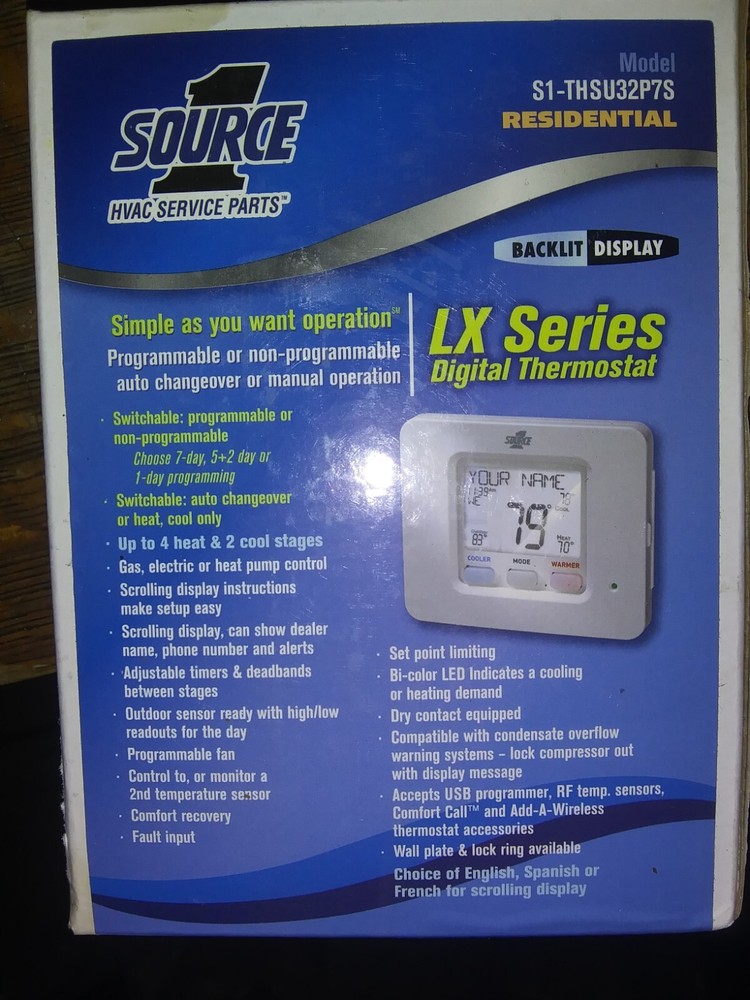 1
SOURCE
HVAC SERVICE PARTS™
Model
S1-THSU32P7S
RESIDENTIAL
BACKLIT DISPLAY
Simple as you want operation℠
Programmable or non-programmable
auto changeover or manual operation
LX Series
Digital Thermostat
· Switchable: programmable or
non-programmable
Choose 7-day, 5+2 day or
1-day programming
· Switchable: auto changeover
or heat, cool only
· Up to 4 heat & 2 cool stages
· Gas, electric or heat pump control
· Scrolling display instructions
make setup easy
· Scrolling display, can show dealer
name, phone number and alerts
· Adjustable timers & deadbands
between stages
· Outdoor sensor ready with high/low
readouts for the day
· Programmable fan
· Control to, or monitor a
2nd temperature sensor
· Comfort recovery
· Fault input
SOURCE 1
YOUR NAME
11:39AM
WE
78°
COOL
79°
83°
HEAT
70°
COOLER
MODE
WARMER
· Set point limiting
· Bi-color LED Indicates a cooling
or heating demand
· Dry contact equipped
· Compatible with condensate overflow
warning systems – lock compressor out
with display message
· Accepts USB programmer, RF temp. sensors,
Comfort Call™ and Add-A-Wireless
thermostat accessories
· Wall plate & lock ring available
Choice of English, Spanish or
French for scrolling display